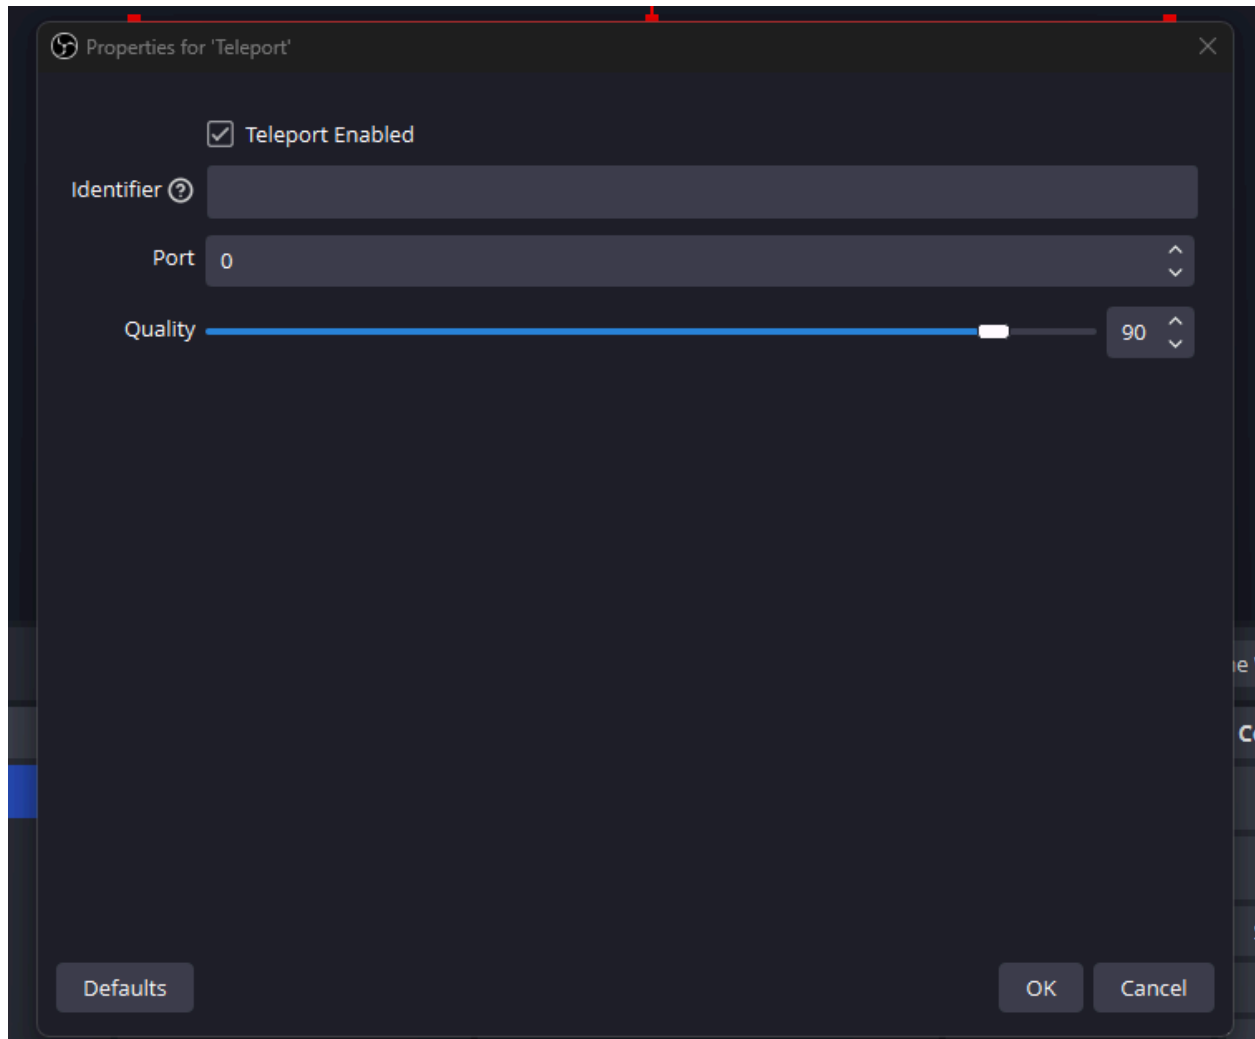 Properties for 'Teleport'
Teleport Enabled
Identifier ?
Port 0
Quality 90
Defaults
OK
Cancel